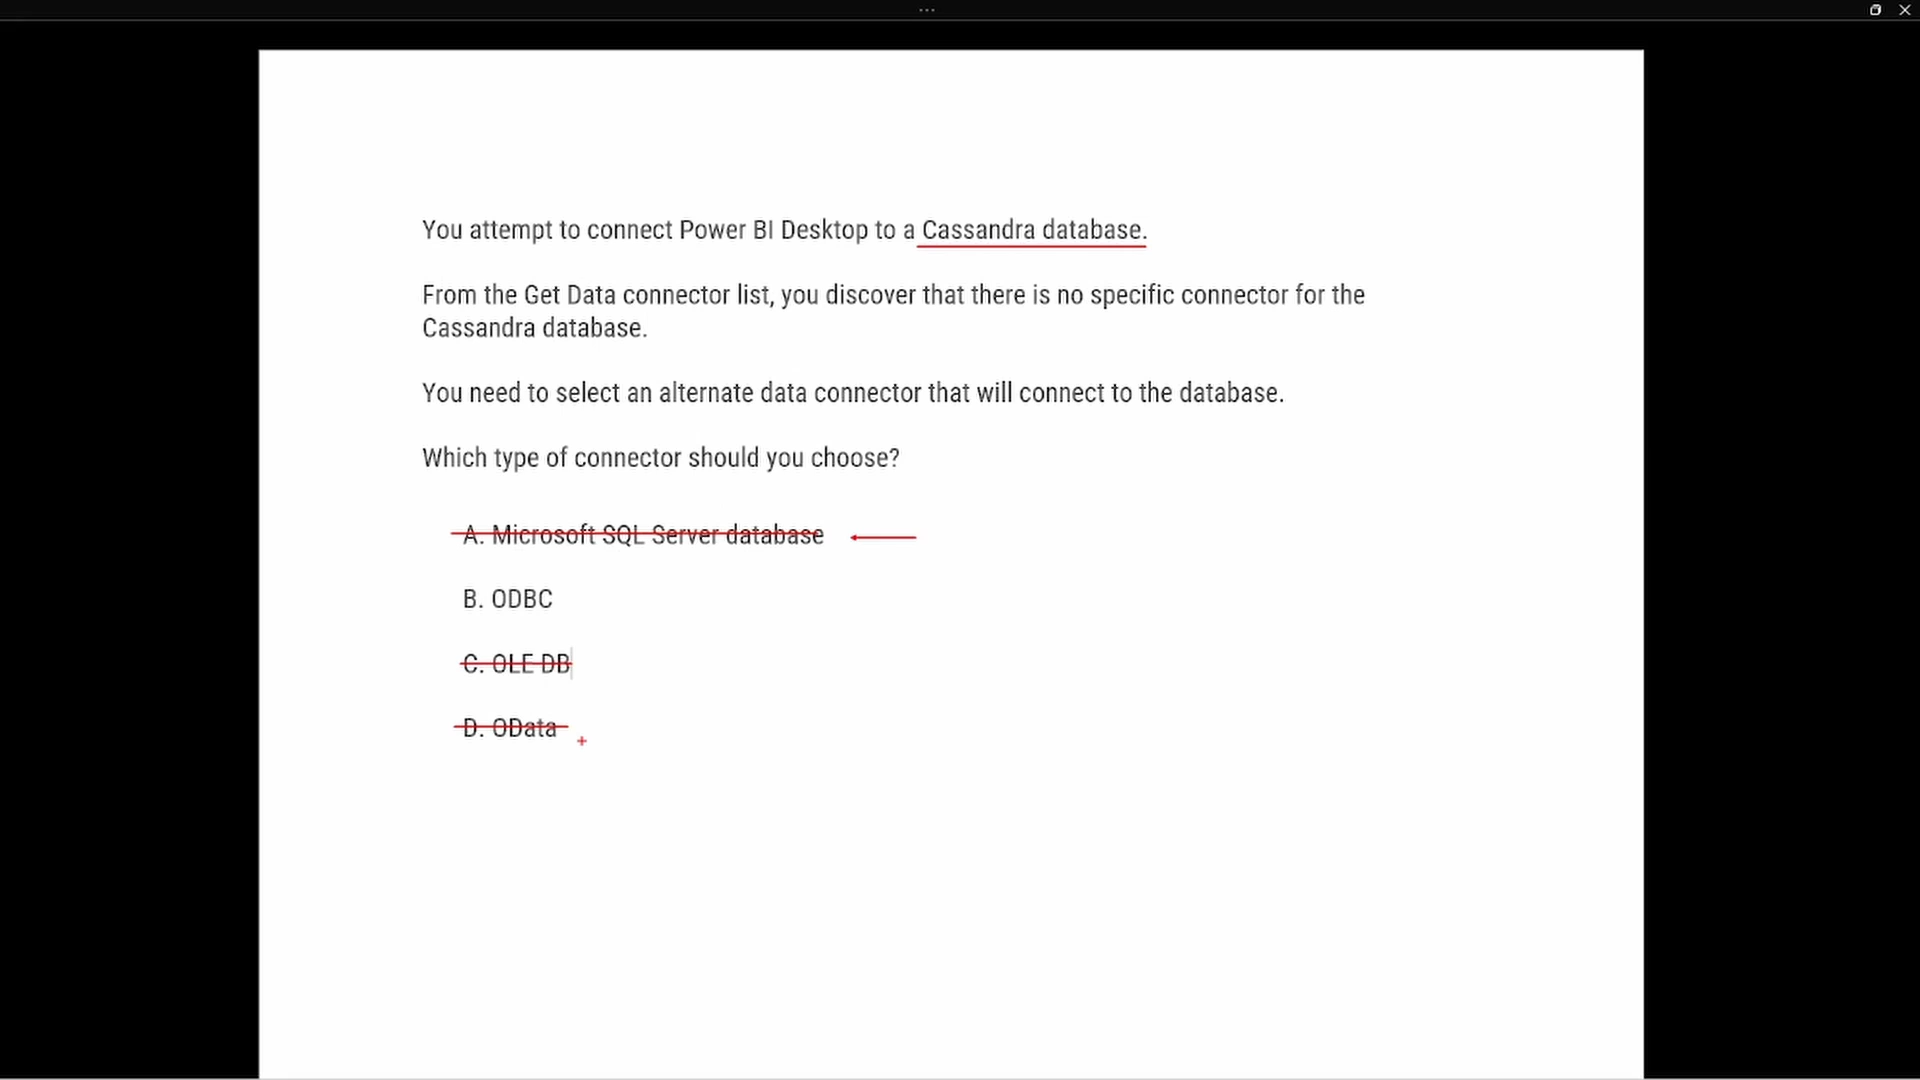 You attempt to connect Power BI Desktop to a Cassandra database.
From the Get Data connector list, you discover that there is no specific connector for the
Cassandra database.
You need to select an alternate data connector that will connect to the database.
Which type of connector should you choose?
A. Microsoft SQL Server database
B. ODBC
C. OLE DB
D. OData